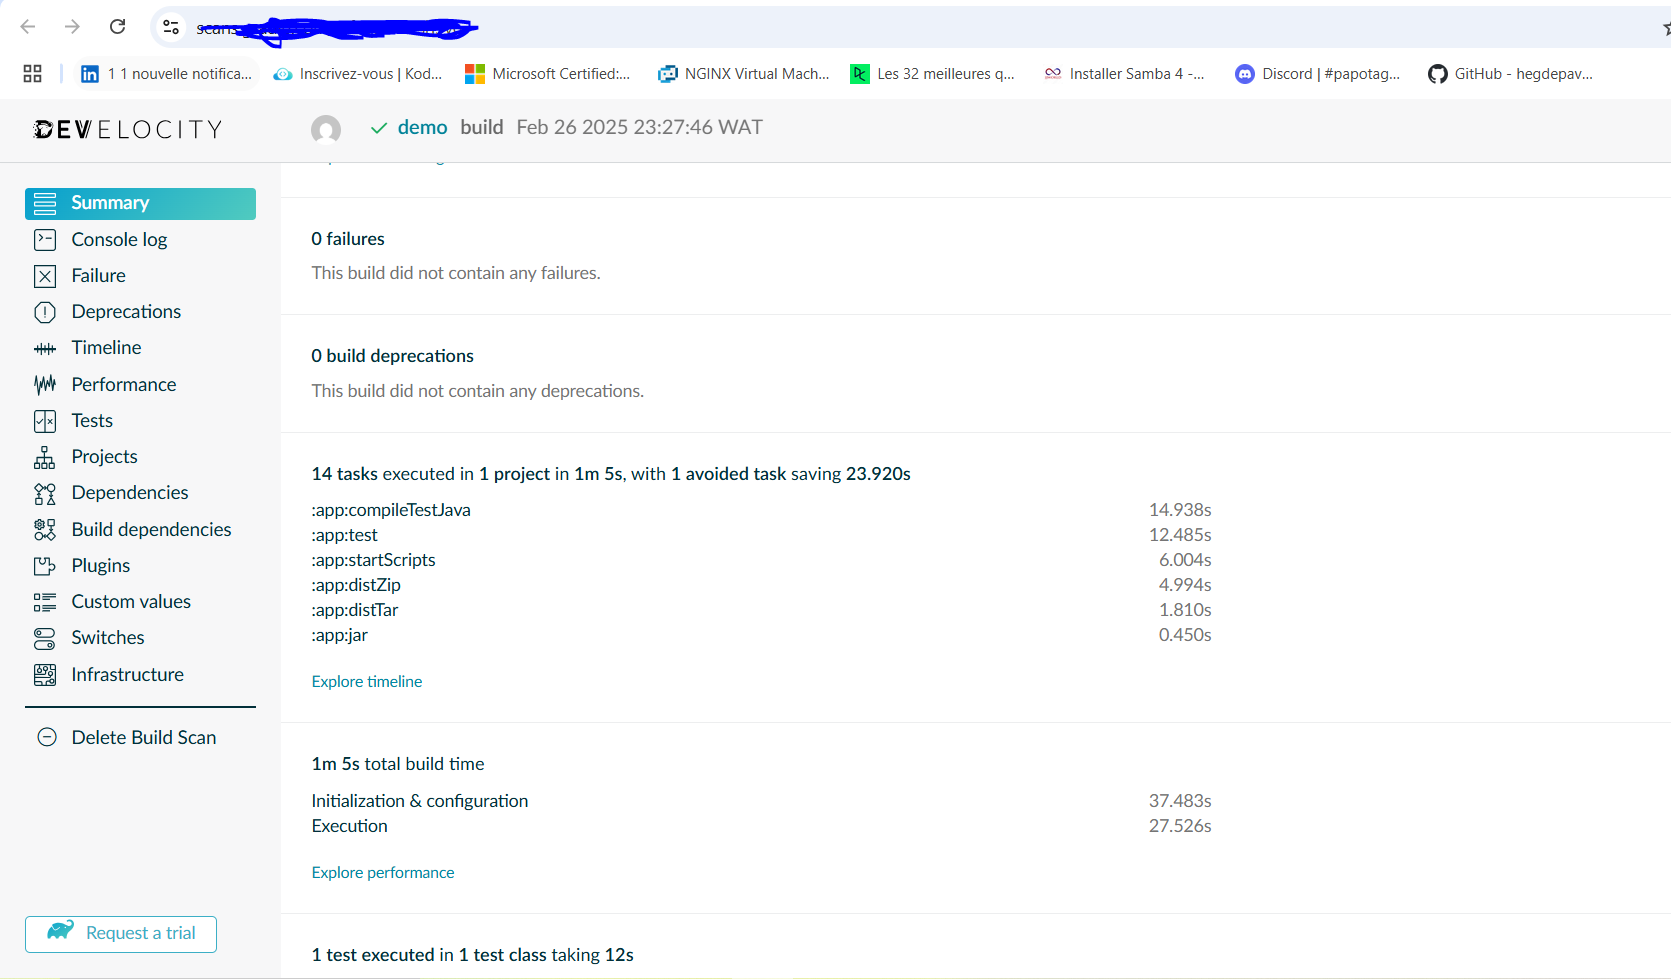 1 1 nouvelle notifica...
Inscrivez-vous | Kod...
Microsoft Certified:...
NGINX Virtual Mach...
Les 32 meilleures q...
Installer Samba 4 -...
Discord | #papotag...
GitHub - hegdepav...
DEVELOCITY
demo build Feb 26 2025 23:27:46 WAT
Summary
Console log
Failure
Deprecations
Timeline
Performance
Tests
Projects
Dependencies
Build dependencies
Plugins
Custom values
Switches
Infrastructure
Delete Build Scan
Request a trial
0 failures
This build did not contain any failures.
0 build deprecations
This build did not contain any deprecations.
14 tasks executed in 1 project in 1m 5s, with 1 avoided task saving 23.920s
:app:compileTestJava 14.938s
:app:test 12.485s
:app:startScripts 6.004s
:app:distZip 4.994s
:app:distTar 1.810s
:app:jar 0.450s
Explore timeline
1m 5s total build time
Initialization & configuration 37.483s
Execution 27.526s
Explore performance
1 test executed in 1 test class taking 12s